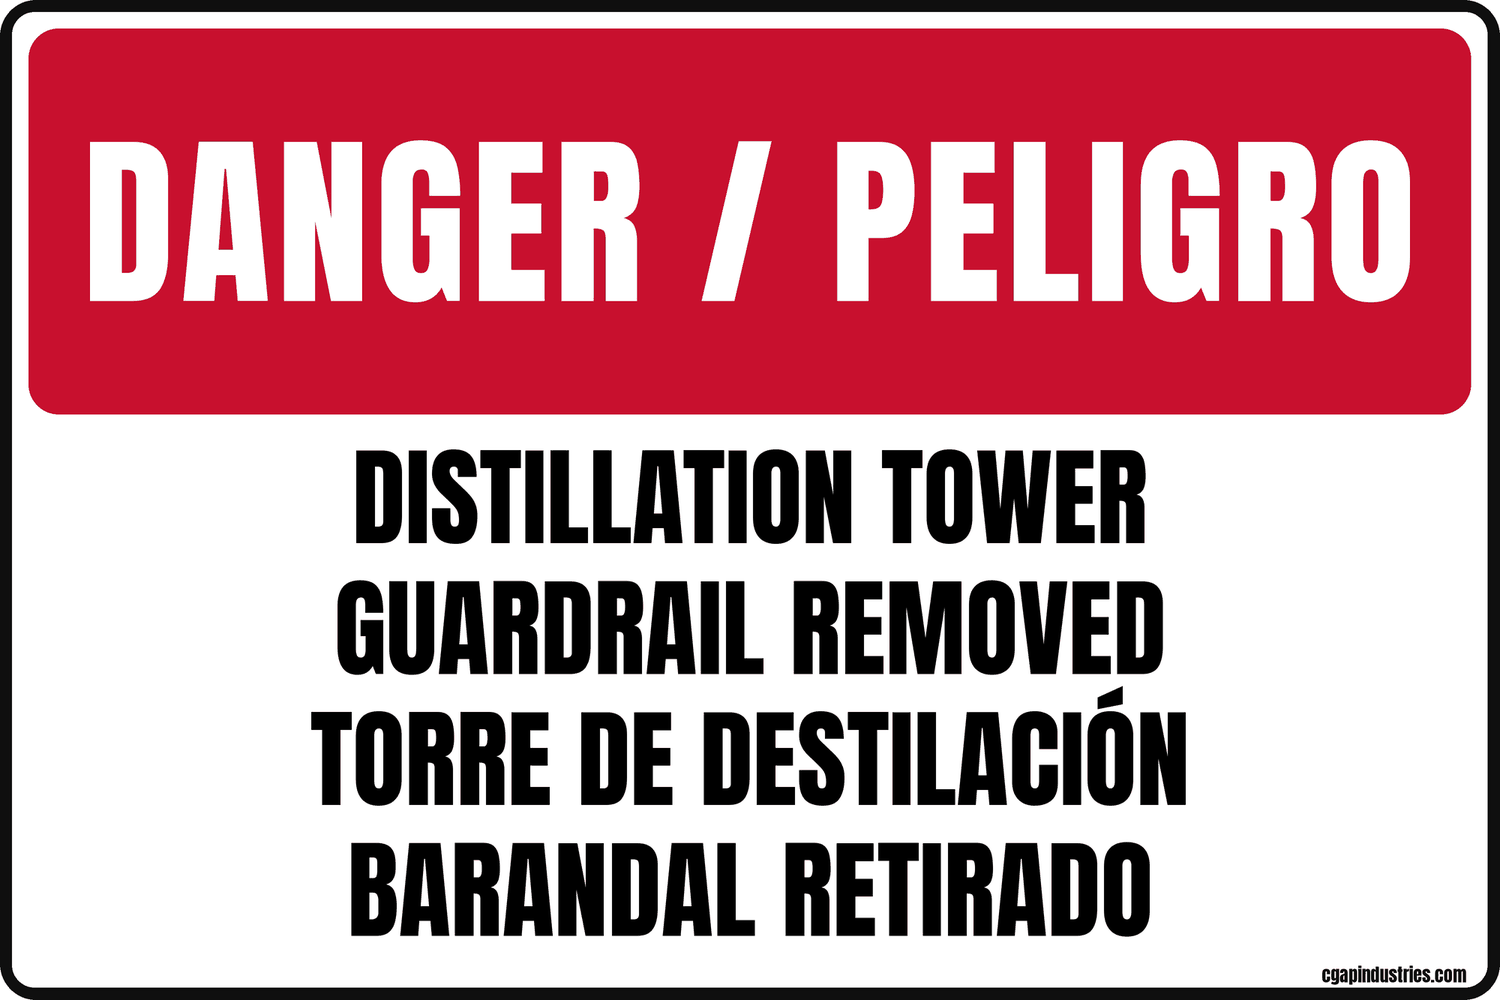 DANGER / PELIGRO
DISTILLATION TOWER
GUARDRAIL REMOVED
TORRE DE DESTILACIÓN
BARANDAL RETIRADO
cgapindustries.com